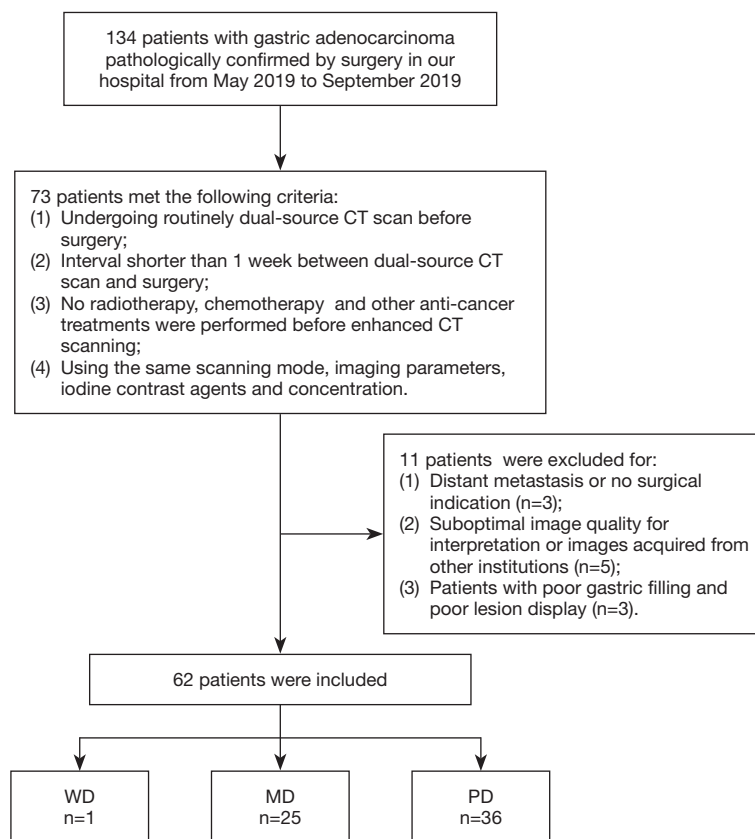 134 patients with gastric adenocarcinoma
pathologically confirmed by surgery in our
hospital from May 2019 to September 2019
73 patients met the following criteria:
(1) Undergoing routinely dual-source CT scan before
surgery;
(2) Interval shorter than 1 week between dual-source CT
scan and surgery;
(3) No radiotherapy, chemotherapy and other anti-cancer
treatments were performed before enhanced CT
scanning;
(4) Using the same scanning mode, imaging parameters,
iodine contrast agents and concentration.
11 patients were excluded for:
(1) Distant metastasis or no surgical
indication (n=3);
(2) Suboptimal image quality for
interpretation or images acquired from
other institutions (n=5);
(3) Patients with poor gastric filling and
poor lesion display (n=3).
62 patients were included
WD
n=1
MD
n=25
PD
n=36